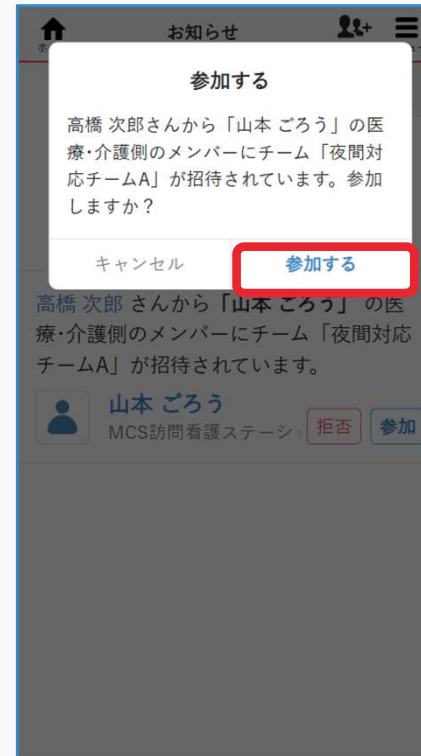 お知らせ
参加する
高橋 次郎さんから「山本 ごろう」の医
療・介護側のメンバーにチーム「夜間対
応チームA」が招待されています。参加
しますか？
キャンセル
参加する
高橋 次郎 さんから「山本 ごろう」 の医
療・介護側のメンバーにチーム「夜間対応
チームA」が招待されています。
山本 ごろう
MCS訪問看護ステーシ
拒否
参加